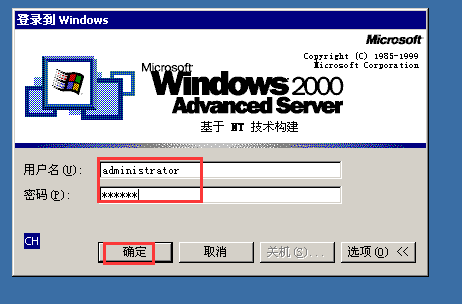 登录到 Windows
Microsoft
Copyright (C) 1985-1999
Microsoft Corporation
Microsoft
Windows 2000
Advanced Server
基于 NT 技术构建
用户名(U): administrator
密码(P): ******
CH
确定 取消 关机(S)... 选项(O) <<